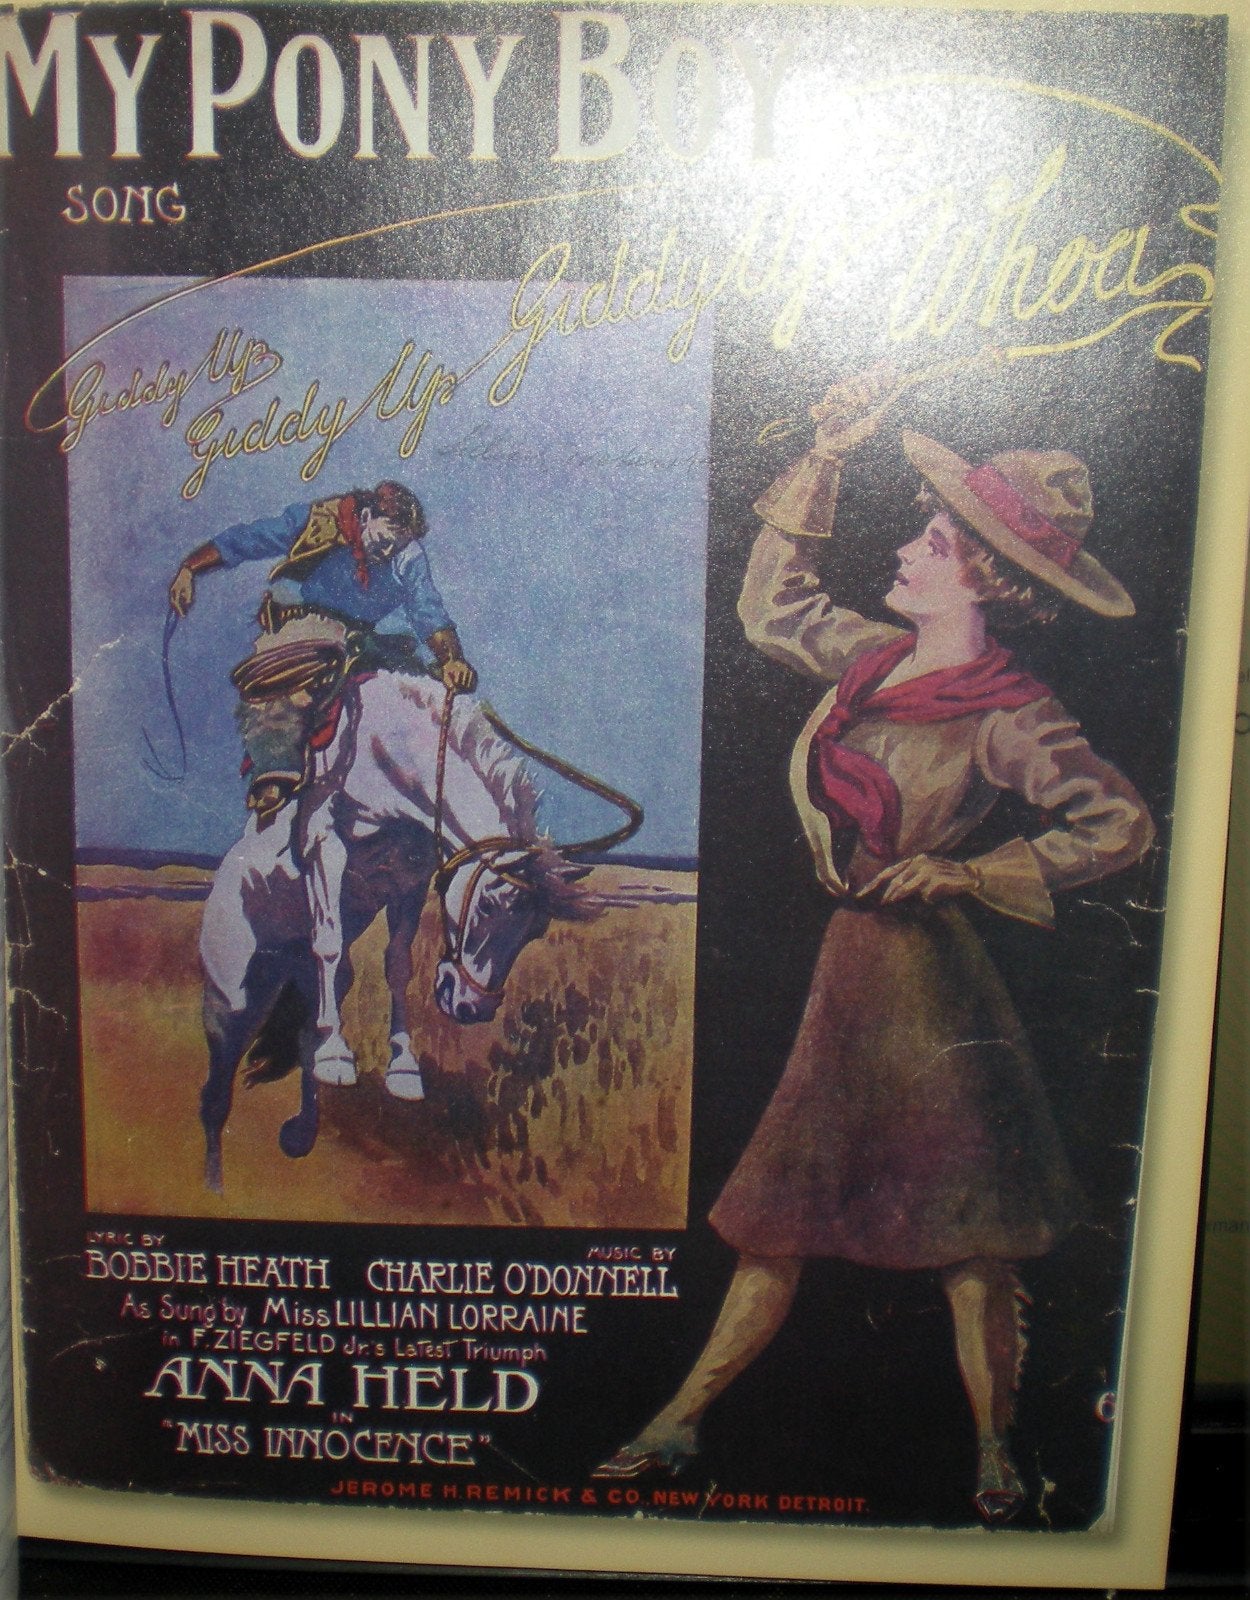 MY PONY BOY
SONG
Giddy Up Giddy Up Giddy Up Whoa
LYRIC BY
BOBBIE HEATH
MUSIC BY
CHARLIE O'DONNELL
As Sung by Miss LILLIAN LORRAINE
in F. ZIEGFELD Jr.'s Latest Triumph
ANNA HELD
IN
"MISS INNOCENCE"
JEROME H. REMICK & CO. NEW YORK DETROIT.
6